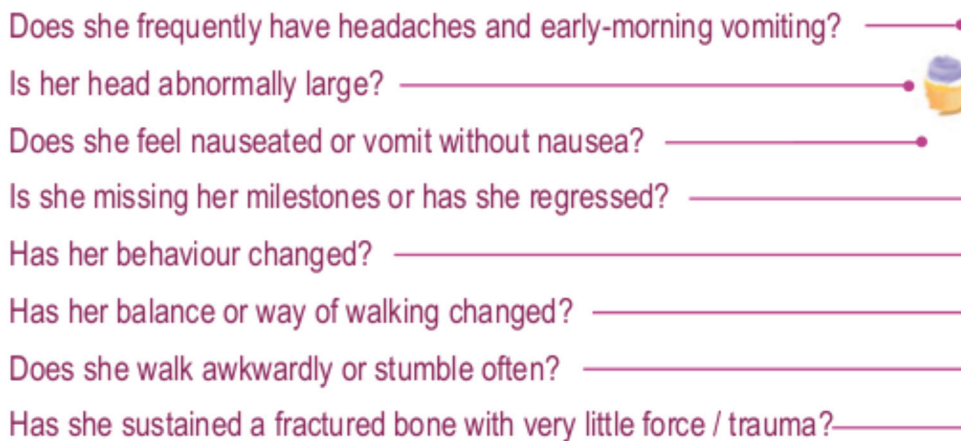 Does she frequently have headaches and early-morning vomiting?
Is her head abnormally large?
Does she feel nauseated or vomit without nausea?
Is she missing her milestones or has she regressed?
Has her behaviour changed?
Has her balance or way of walking changed?
Does she walk awkwardly or stumble often?
Has she sustained a fractured bone with very little force / trauma?